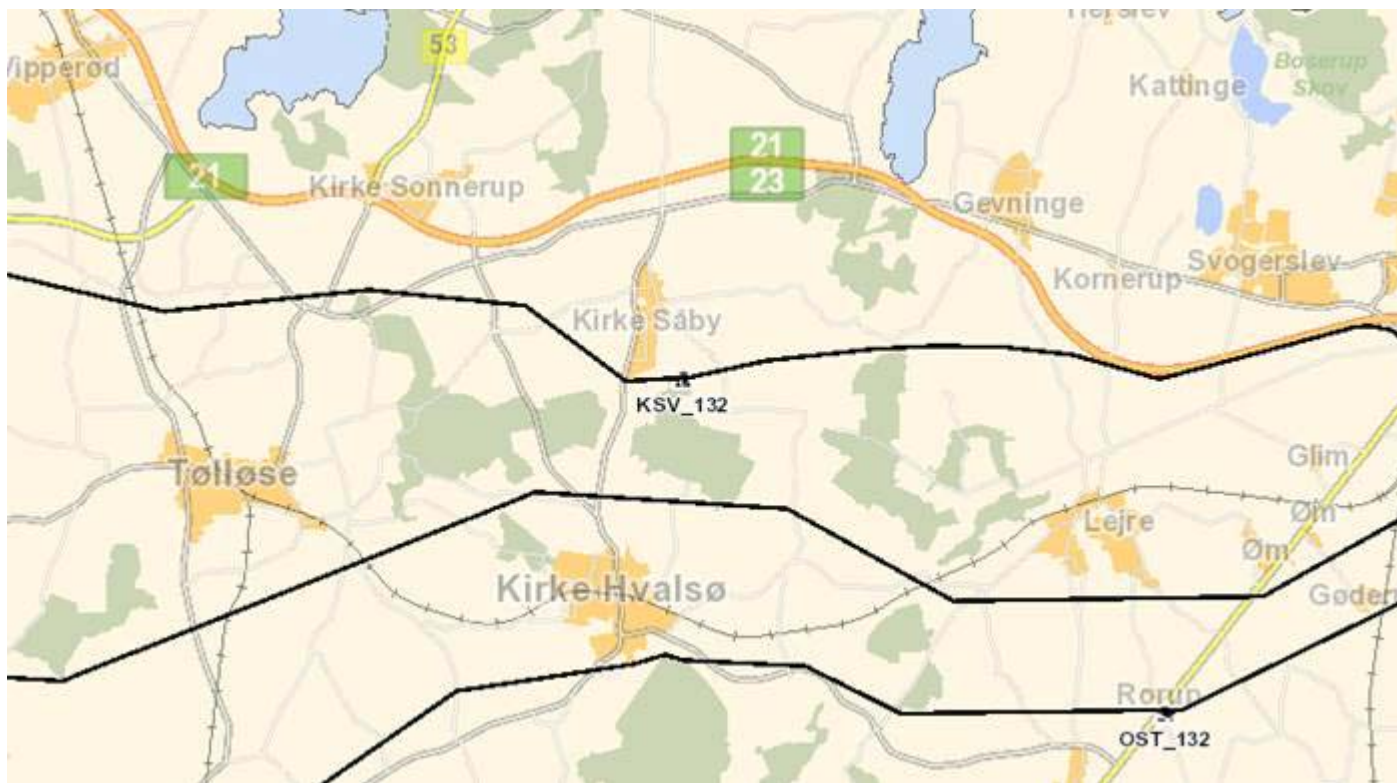 Herslev
53
Vipperød
Kattinge
Boserup
Skov
21
21
23
Kirke Sonnerup
Gevninge
Svogerslev
Kornerup
Kirke Såby
KSV_132
Glim
Tølløse
Lejre
Øm
Øm
Kirke Hvalsø
Gøder
Rorup
OST_132